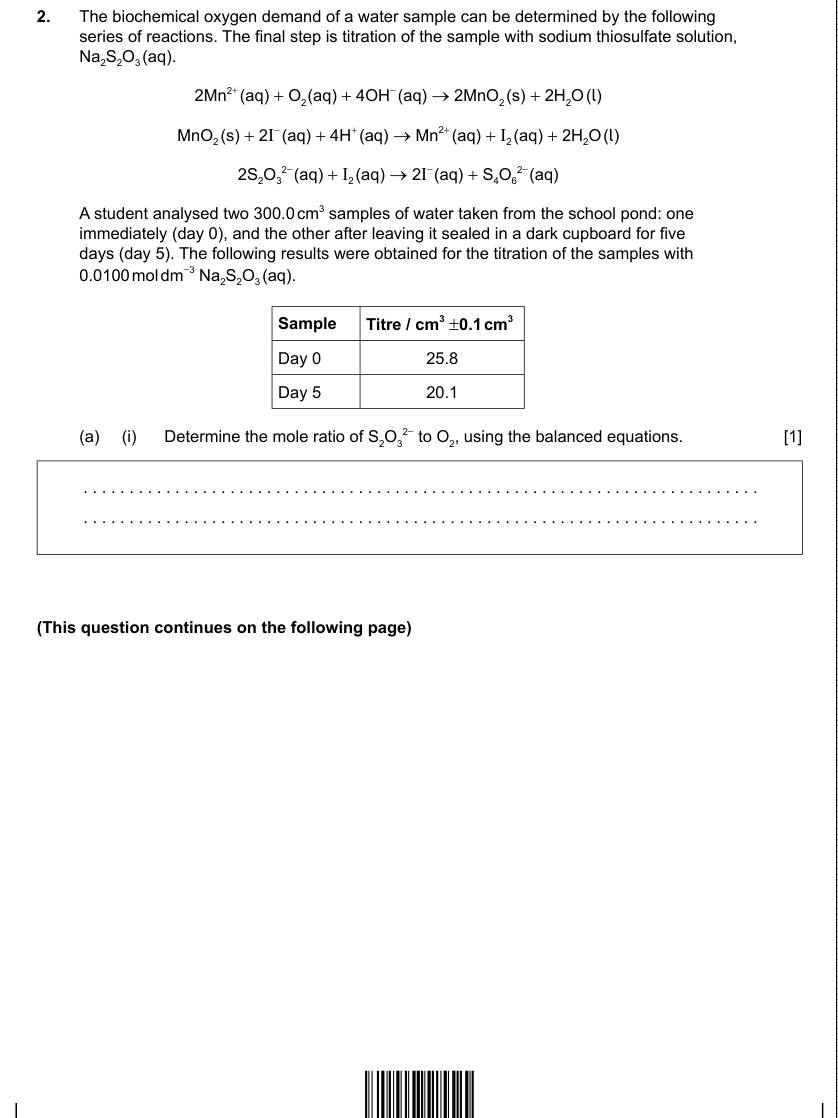 2. The biochemical oxygen demand of a water sample can be determined by the following
series of reactions. The final step is titration of the sample with sodium thiosulfate solution,
Na₂S₂O₃(aq).
2Mn²⁺(aq) + O₂(aq) + 4OH⁻(aq) → 2MnO₂(s) + 2H₂O(l)
MnO₂(s) + 2I⁻(aq) + 4H⁺(aq) → Mn²⁺(aq) + I₂(aq) + 2H₂O(l)
2S₂O₃²⁻(aq) + I₂(aq) → 2I⁻(aq) + S₄O₆²⁻(aq)
A student analysed two 300.0 cm³ samples of water taken from the school pond: one
immediately (day 0), and the other after leaving it sealed in a dark cupboard for five
days (day 5). The following results were obtained for the titration of the samples with
0.0100 mol dm⁻³ Na₂S₂O₃(aq).
Sample Titre / cm³ ±0.1 cm³
Day 0 25.8
Day 5 20.1
(a) (i) Determine the mole ratio of S₂O₃²⁻ to O₂, using the balanced equations. [1]
(This question continues on the following page)